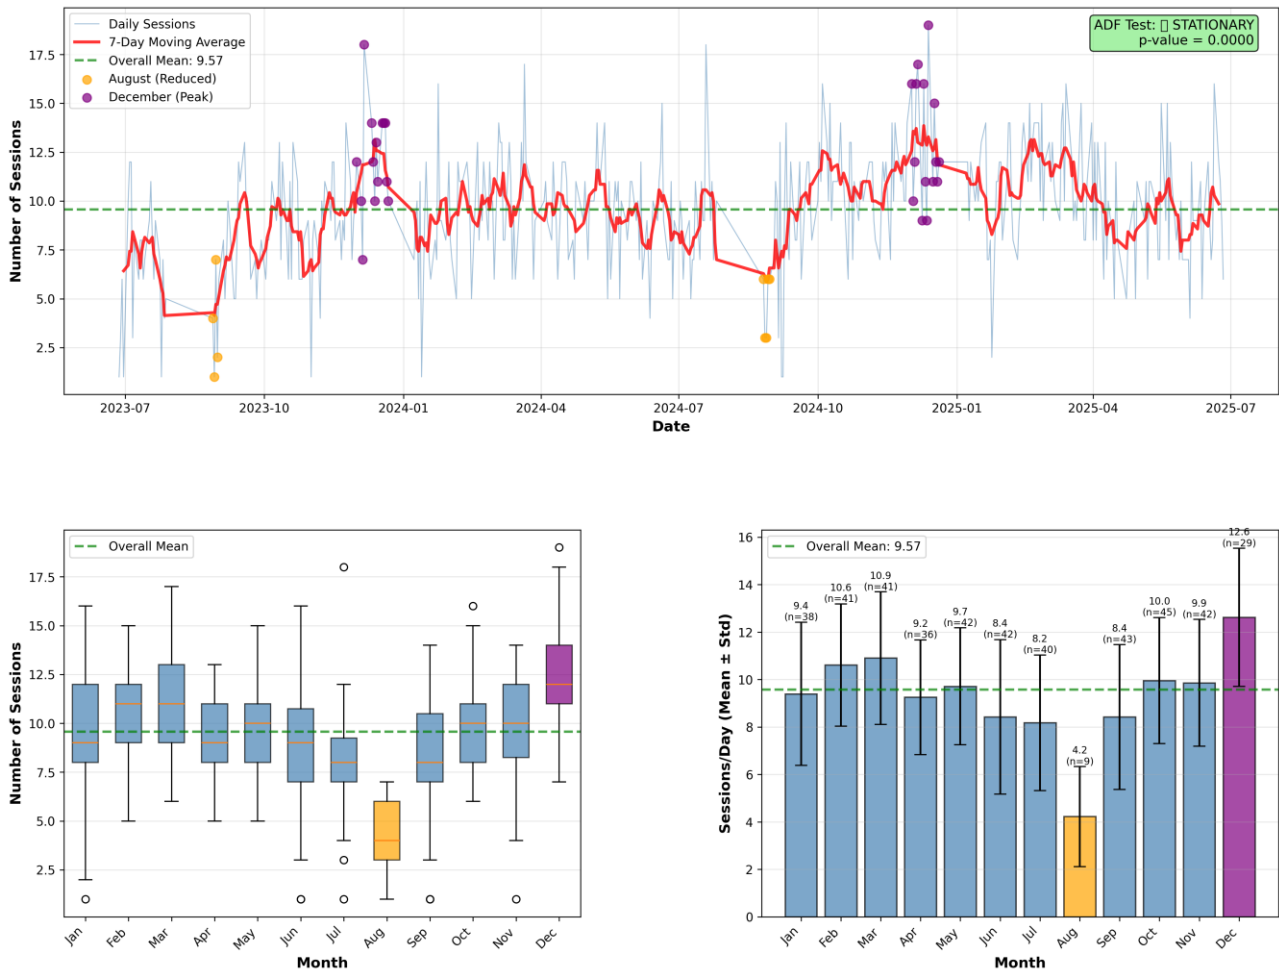 Daily Sessions
7-Day Moving Average
Overall Mean: 9.57
August (Reduced)
December (Peak)
ADF Test: ▯ STATIONARY
p-value = 0.0000
Number of Sessions
17.5
15.0
12.5
10.0
7.5
5.0
2.5
2023-07 2023-10 2024-01 2024-04 2024-07 2024-10 2025-01 2025-04 2025-07
Date
Overall Mean
Number of Sessions
17.5
15.0
12.5
10.0
7.5
5.0
2.5
Jan Feb Mar Apr May Jun Jul Aug Sep Oct Nov Dec
Month
Overall Mean: 9.57
Sessions/Day (Mean ± Std)
16
14
12
10
8
6
4
2
0
9.4
(n=38)
10.6
(n=41)
10.9
(n=41)
9.2
(n=36)
9.7
(n=42)
8.4
(n=42)
8.2
(n=40)
4.2
(n=9)
8.4
(n=43)
10.0
(n=45)
9.9
(n=42)
12.6
(n=29)
Jan Feb Mar Apr May Jun Jul Aug Sep Oct Nov Dec
Month